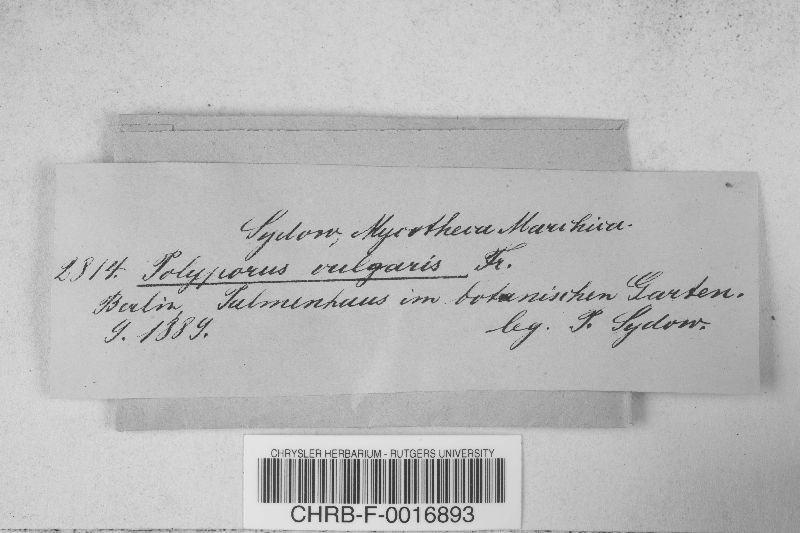 Sydow, Mycotheca Marchica.
2814. Polyporus vulgaris Fr.
Berlin, Palmenhaus im botanischen Garten.
9. 1889. leg. P. Sydow.
CHRYSLER HERBARIUM - RUTGERS UNIVERSITY
CHRB-F-0016893